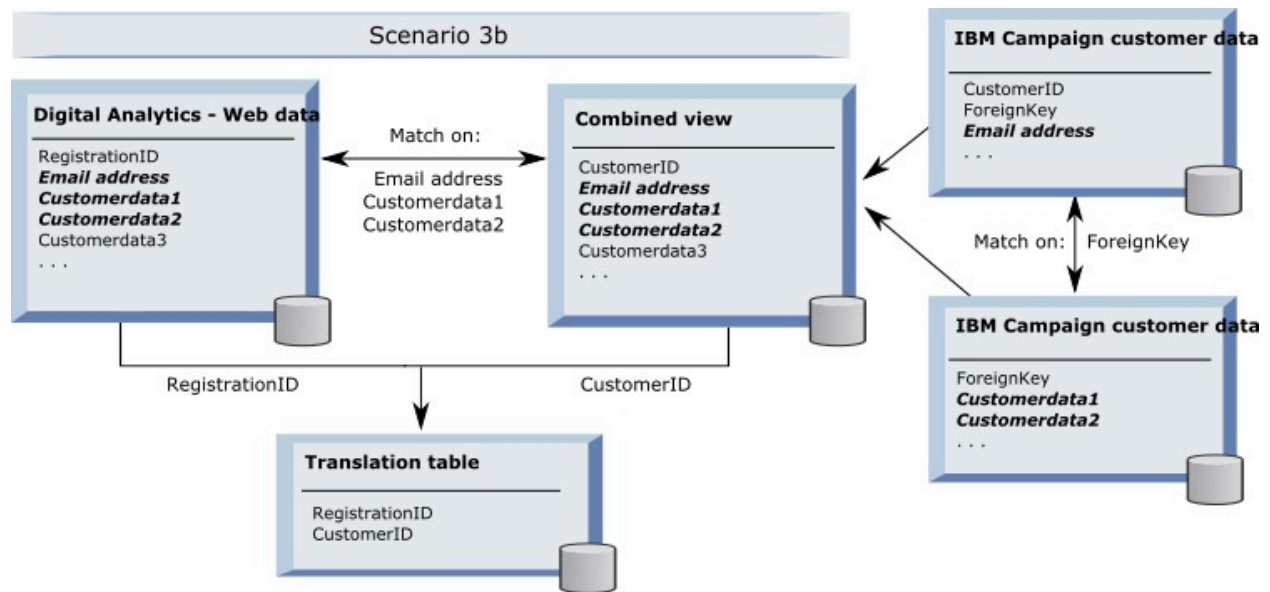 Scenario 3b
Digital Analytics - Web data
RegistrationID
Email address
Customerdata1
Customerdata2
Customerdata3
. . .
Match on:
Email address
Customerdata1
Customerdata2
Combined view
CustomerID
Email address
Customerdata1
Customerdata2
Customerdata3
. . .
IBM Campaign customer data
CustomerID
ForeignKey
Email address
. . .
Match on: ForeignKey
IBM Campaign customer data
ForeignKey
Customerdata1
Customerdata2
. . .
RegistrationID
CustomerID
Translation table
RegistrationID
CustomerID